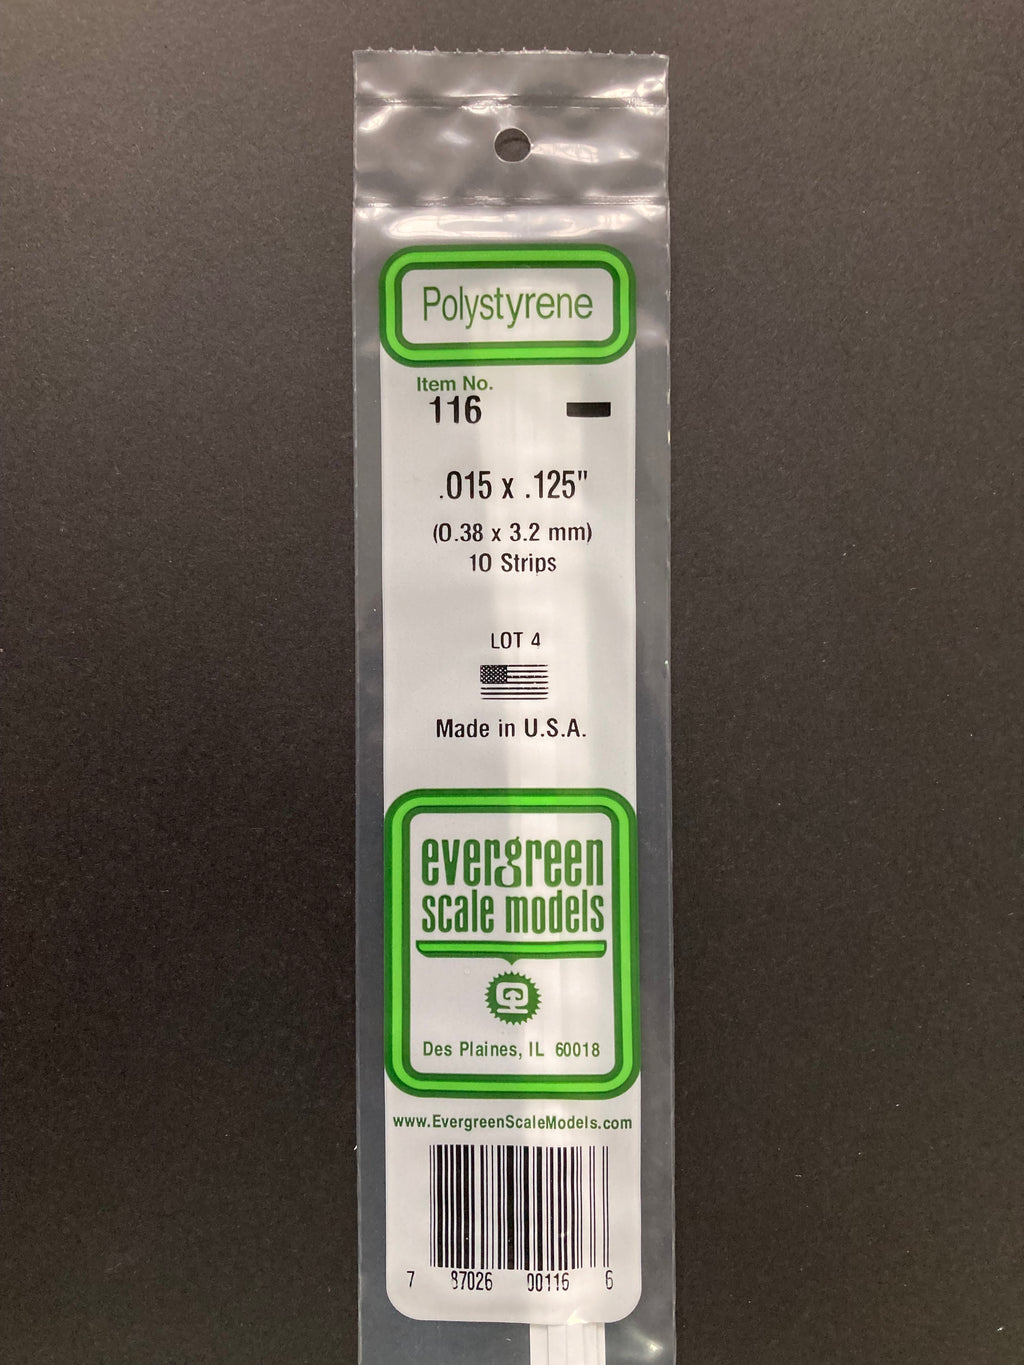 Polystyrene
Item No.
116
.015 x .125"
(0.38 x 3.2 mm)
10 Strips
LOT 4
Made in U.S.A.
evergreen
scale models
Des Plaines, IL 60018
www.EvergreenScaleModels.com
7 87026 00116 6